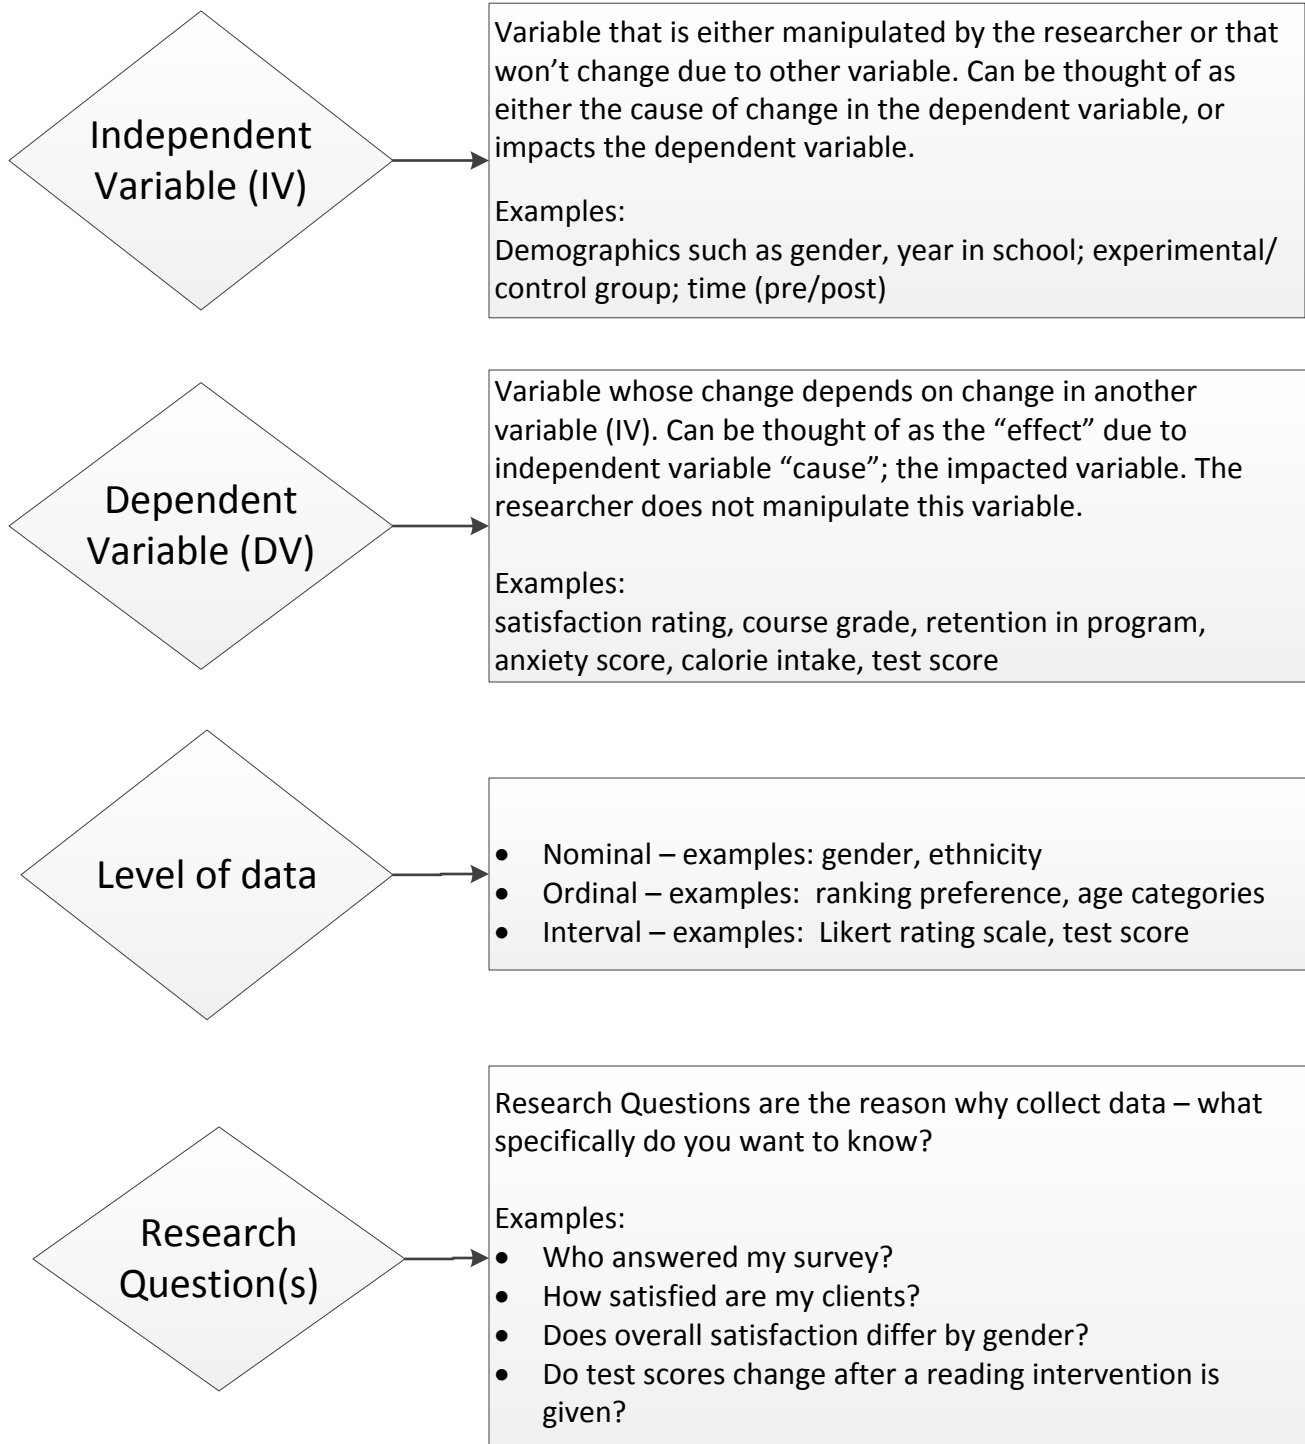 Independent
Variable (IV)
Variable that is either manipulated by the researcher or that
won’t change due to other variable. Can be thought of as
either the cause of change in the dependent variable, or
impacts the dependent variable.
Examples:
Demographics such as gender, year in school; experimental/
control group; time (pre/post)
Dependent
Variable (DV)
Variable whose change depends on change in another
variable (IV). Can be thought of as the “effect” due to
independent variable “cause”; the impacted variable. The
researcher does not manipulate this variable.
Examples:
satisfaction rating, course grade, retention in program,
anxiety score, calorie intake, test score
Level of data
• Nominal – examples: gender, ethnicity
• Ordinal – examples:  ranking preference, age categories
• Interval – examples:  Likert rating scale, test score
Research
Question(s)
Research Questions are the reason why collect data – what
specifically do you want to know?
Examples:
• Who answered my survey?
• How satisfied are my clients?
• Does overall satisfaction differ by gender?
• Do test scores change after a reading intervention is
given?